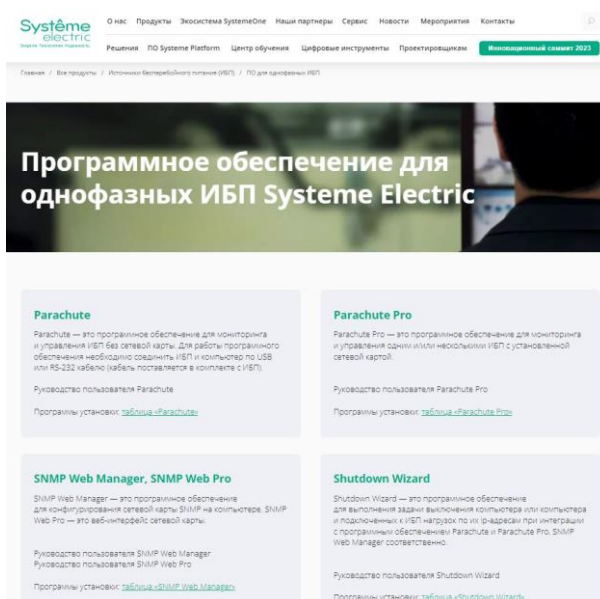 Systeme
electric
Энергия. Технологии. Надежность.
О нас Продукты Экосистема SystemeOne Наши партнеры Сервис Новости Мероприятия Контакты
Решения ПО Systeme Platform Центр обучения Цифровые инструменты Проектировщикам Инновационный саммит 2023
Главная / Все продукты / Источники бесперебойного питания (ИБП) / ПО для однофазных ИБП
Программное обеспечение для
однофазных ИБП Systeme Electric
Parachute
Parachute — это программное обеспечение для мониторинга
и управления ИБП без сетевой карты. Для работы программного
обеспечения необходимо соединить ИБП и компьютер по USB
или RS-232 кабелю (кабель поставляется в комплекте с ИБП).
Руководство пользователя Parachute
Программы установки: таблица «Parachute»
Parachute Pro
Parachute Pro — это программное обеспечение для мониторинга
и управления одним и/или несколькими ИБП с установленной
сетевой картой.
Руководство пользователя Parachute Pro
Программы установки: таблица «Parachute Pro»
SNMP Web Manager, SNMP Web Pro
SNMP Web Manager — это программное обеспечение
для конфигурирования сетевой карты SNMP на компьютере. SNMP
Web Pro — это веб-интерфейс сетевой карты.
Руководство пользователя SNMP Web Manager
Руководство пользователя SNMP Web Pro
Программы установки: таблица «SNMP Web Manager»
Shutdown Wizard
Shutdown Wizard — это программное обеспечение
для выполнения задачи выключения компьютера или компьютера
и подключенных к ИБП нагрузок по их ip-адресам при интеграции
с программным обеспечением Parachute и Parachute Pro, SNMP
Web Manager соответственно.
Руководство пользователя Shutdown Wizard
Программы установки: таблица «Shutdown Wizard»